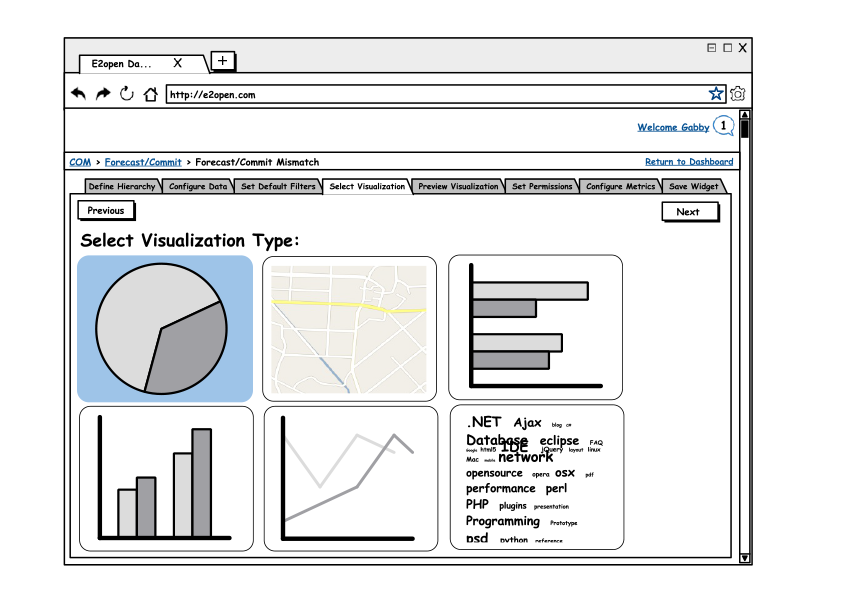 E2open Da... X +
http://e2open.com
Welcome Gabby 1
COM > Forecast/Commit > Forecast/Commit Mismatch Return to Dashboard
Define Hierarchy Configure Data Set Default Filters Select Visualization Preview Visualization Set Permissions Configure Metrics Save Widget
Previous Next
Select Visualization Type:
.NET Ajax blog c#
Database eclipse FAQ
Google html5 IDE jQuery layout linux
Mac mobile network
opensource opera osx pdf
performance perl
PHP plugins presentation
Programming Prototype
psd python reference